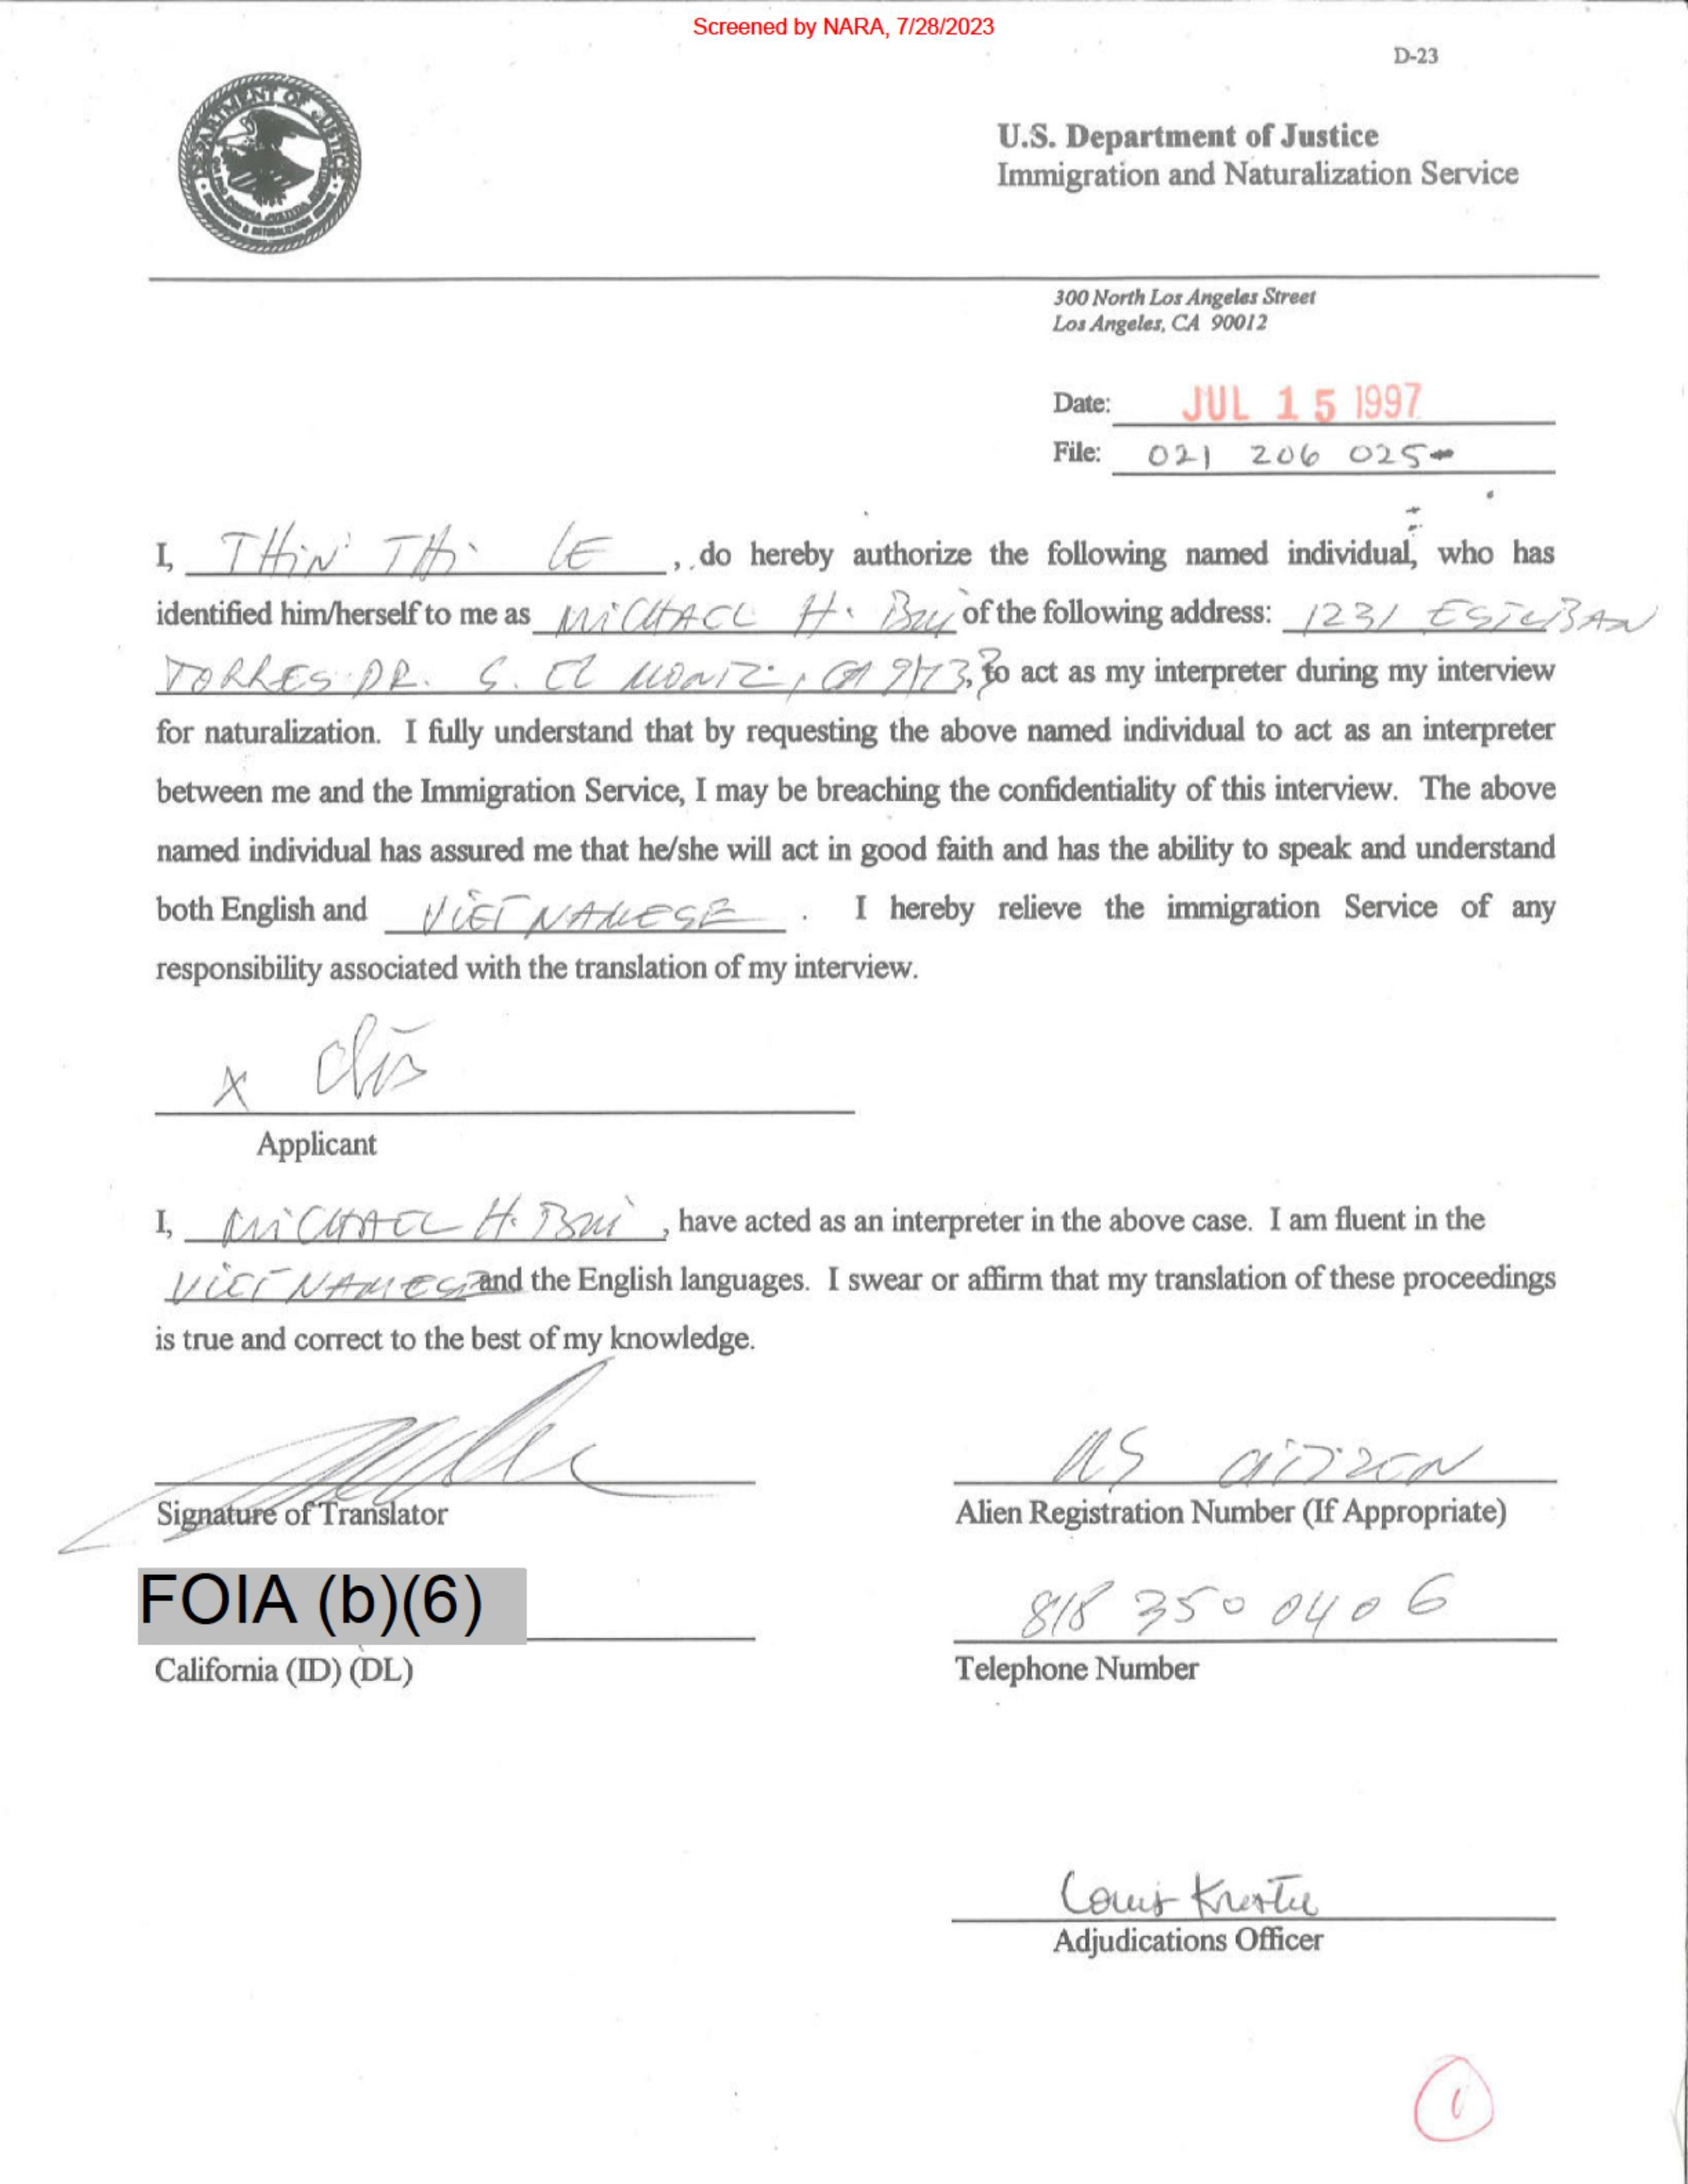 Screened by NARA, 7/28/2023
D-23
DEPARTMENT OF JUSTICE
U.S. Department of Justice
Immigration and Naturalization Service
300 North Los Angeles Street
Los Angeles, CA 90012
Date: JUL 15 1997
File: 021 206 025
I, THIN THI LE, do hereby authorize the following named individual, who has
identified him/herself to me as MICHAEL H. Bui of the following address: 1231 ESTEBAN
TORRES DR. S. El MONTE, CA 91733, to act as my interpreter during my interview
for naturalization. I fully understand that by requesting the above named individual to act as an interpreter
between me and the Immigration Service, I may be breaching the confidentiality of this interview. The above
named individual has assured me that he/she will act in good faith and has the ability to speak and understand
both English and VIETNAMESE. I hereby relieve the immigration Service of any
responsibility associated with the translation of my interview.
X
Applicant
I, MICHAEL H. Bui, have acted as an interpreter in the above case. I am fluent in the
VIETNAMESE and the English languages. I swear or affirm that my translation of these proceedings
is true and correct to the best of my knowledge.
US CITIZEN
Signature of Translator Alien Registration Number (If Appropriate)
FOIA (b)(6) 818 350 0406
California (ID) (DL) Telephone Number
Louis
Adjudications Officer